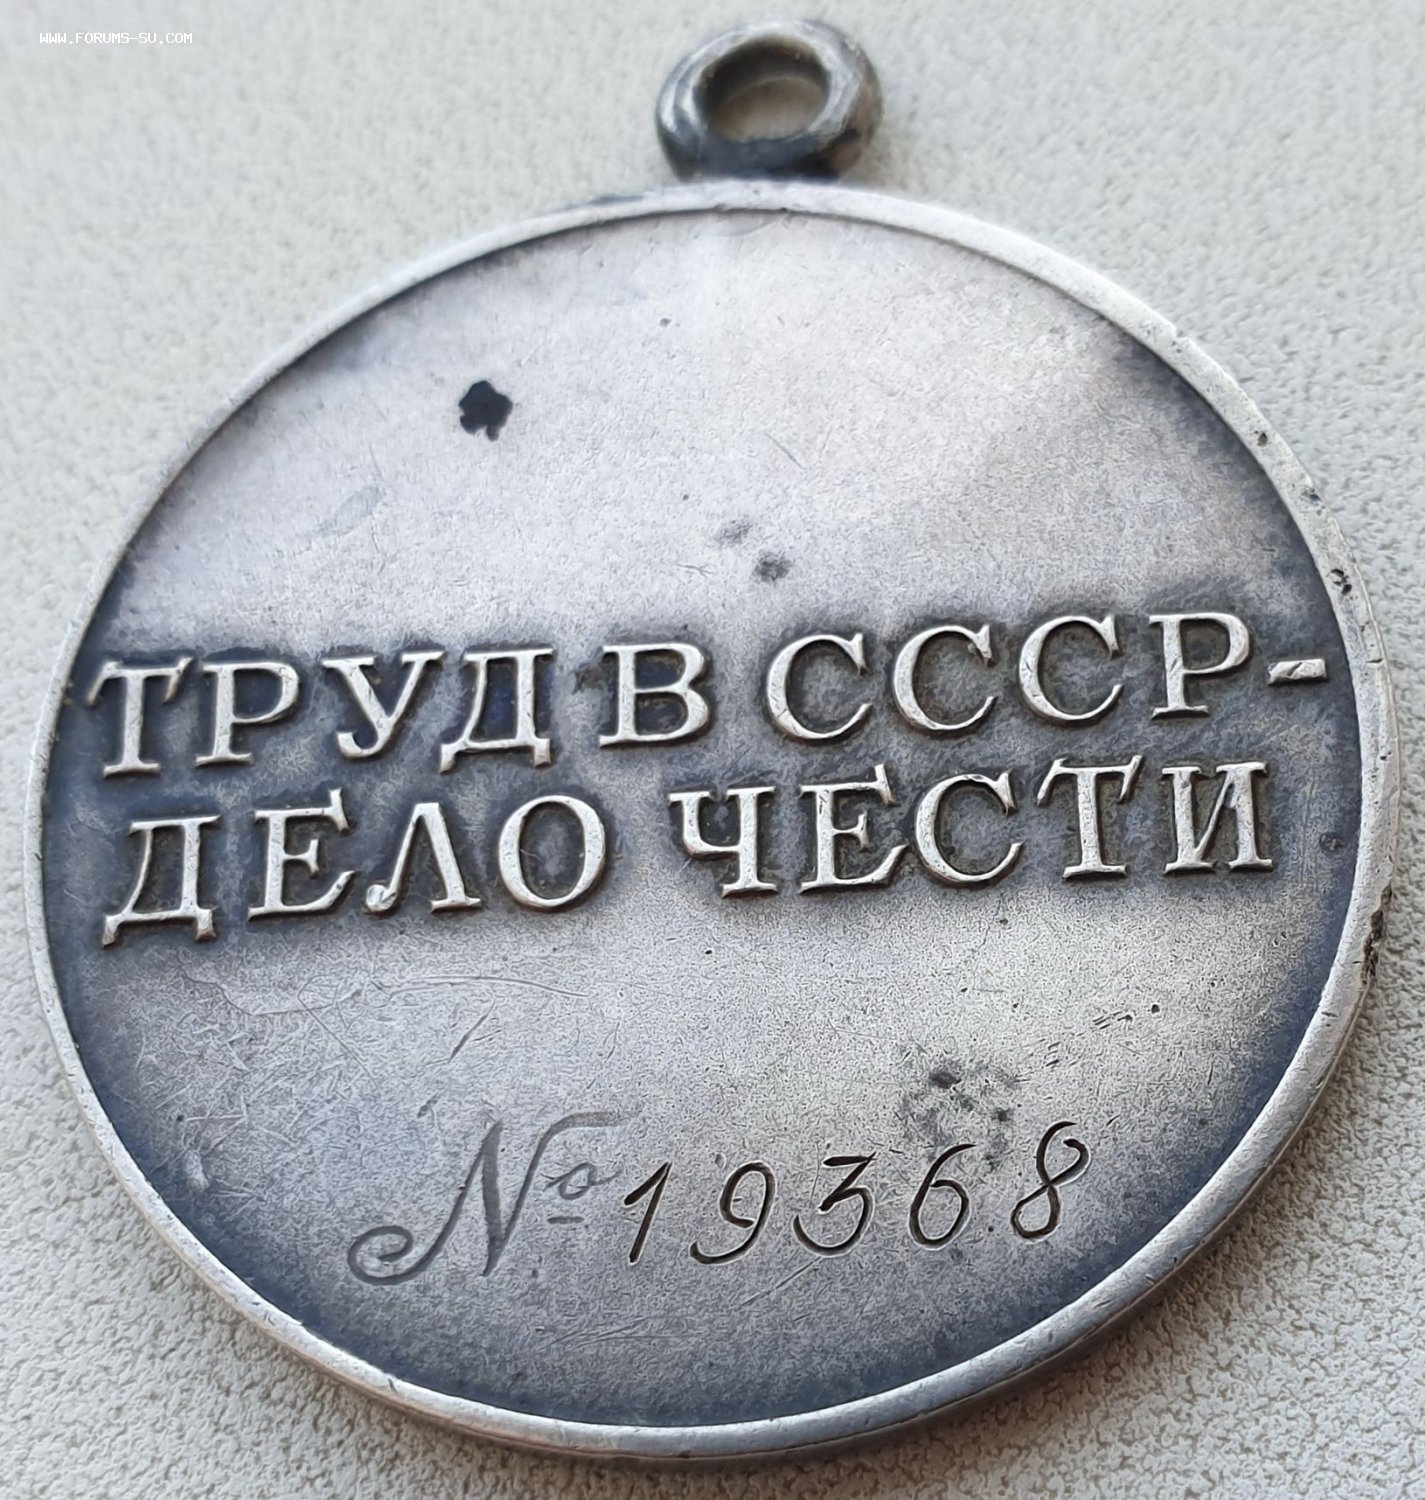 WWW.FORUMS-SU.COM
ТРУД В СССР-
ДЕЛО ЧЕСТИ
№ 19368